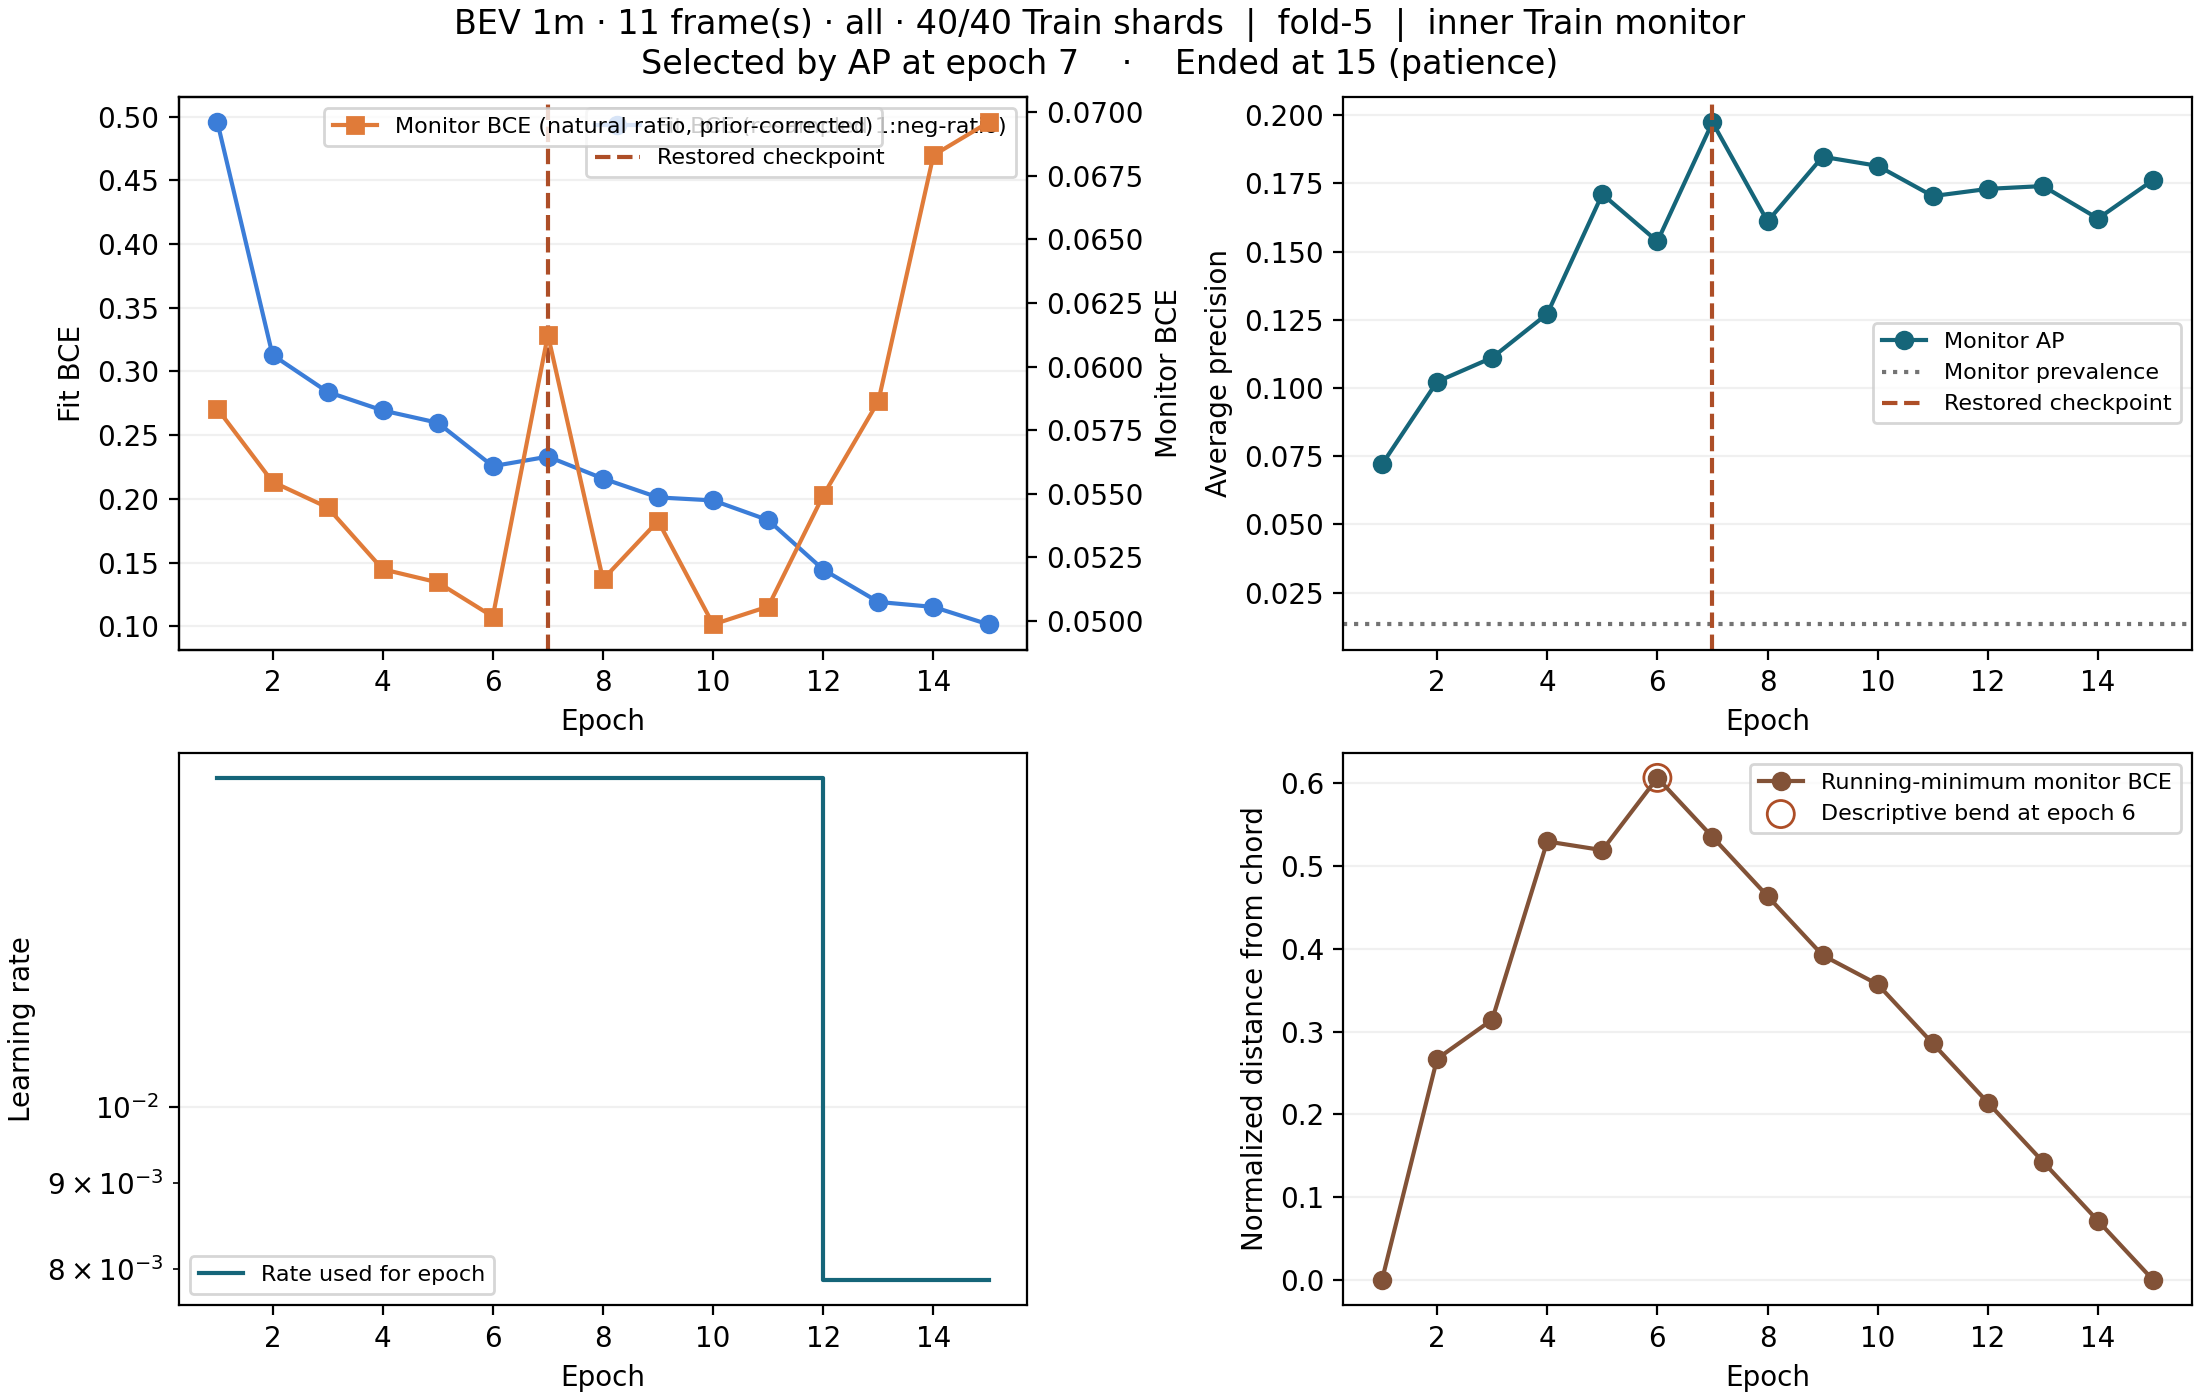 BEV 1m · 11 frame(s) · all · 40/40 Train shards | fold-5 | inner Train monitor
Selected by AP at epoch 7 · Ended at 15 (patience)
Fit BCE
0.50
0.45
0.40
0.35
0.30
0.25
0.20
0.15
0.10
Monitor BCE (natural ratio, prior-corrected)
1:neg-ratio)
Restored checkpoint
0.0700
0.0675
0.0650
0.0625
0.0600
0.0575
0.0550
0.0525
0.0500
Monitor BCE
2 4 6 8 10 12 14
Epoch
Average precision
0.200
0.175
0.150
0.125
0.100
0.075
0.050
0.025
Monitor AP
Monitor prevalence
Restored checkpoint
2 4 6 8 10 12 14
Epoch
Learning rate
10⁻²
9 × 10⁻³
8 × 10⁻³
Rate used for epoch
2 4 6 8 10 12 14
Epoch
Normalized distance from chord
0.6
0.5
0.4
0.3
0.2
0.1
0.0
Running-minimum monitor BCE
Descriptive bend at epoch 6
2 4 6 8 10 12 14
Epoch